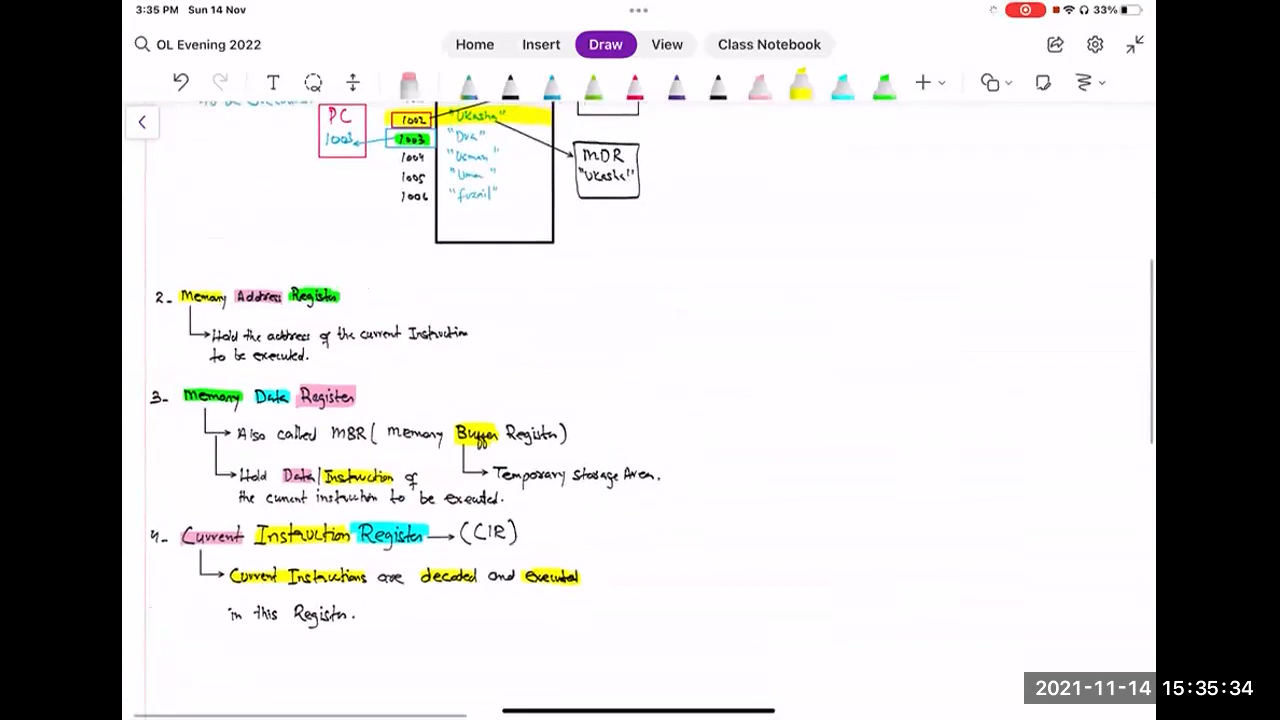 3:35 PM Sun 14 Nov
33%
OL Evening 2022
Home Insert Draw View Class Notebook
PC
1003
1002 "Ukasha"
1003 "Dua"
1004 "Usman"
1005 "Umar"
1006
MDR
"Ukasha"
2- Memory Address Register
Hold the address of the current Instruction
to be executed.
3- Memory Data Register
Also called MBR( Memory Buffer Register)
Hold Data/Instruction of
Temporary Storage Area.
the current instruction to be executed.
4- Current Instruction Register → (CIR)
Current Instructions are decoded and executed
in this Register.
2021-11-14 15:35:34